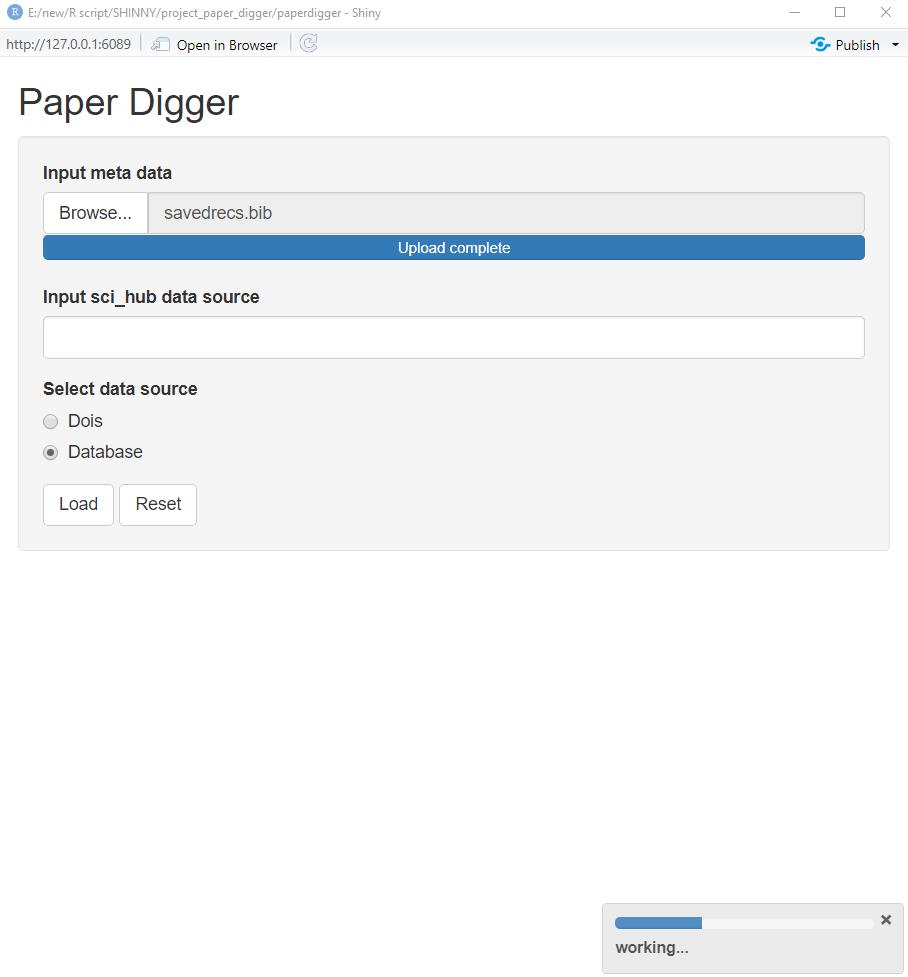 E:/new/R script/SHINNY/project_paper_digger/paperdigger - Shiny
http://127.0.0.1:6089 Open in Browser Publish
Paper Digger
Input meta data
Browse... savedrecs.bib
Upload complete
Input sci_hub data source
Select data source
Dois
Database
Load Reset
working...